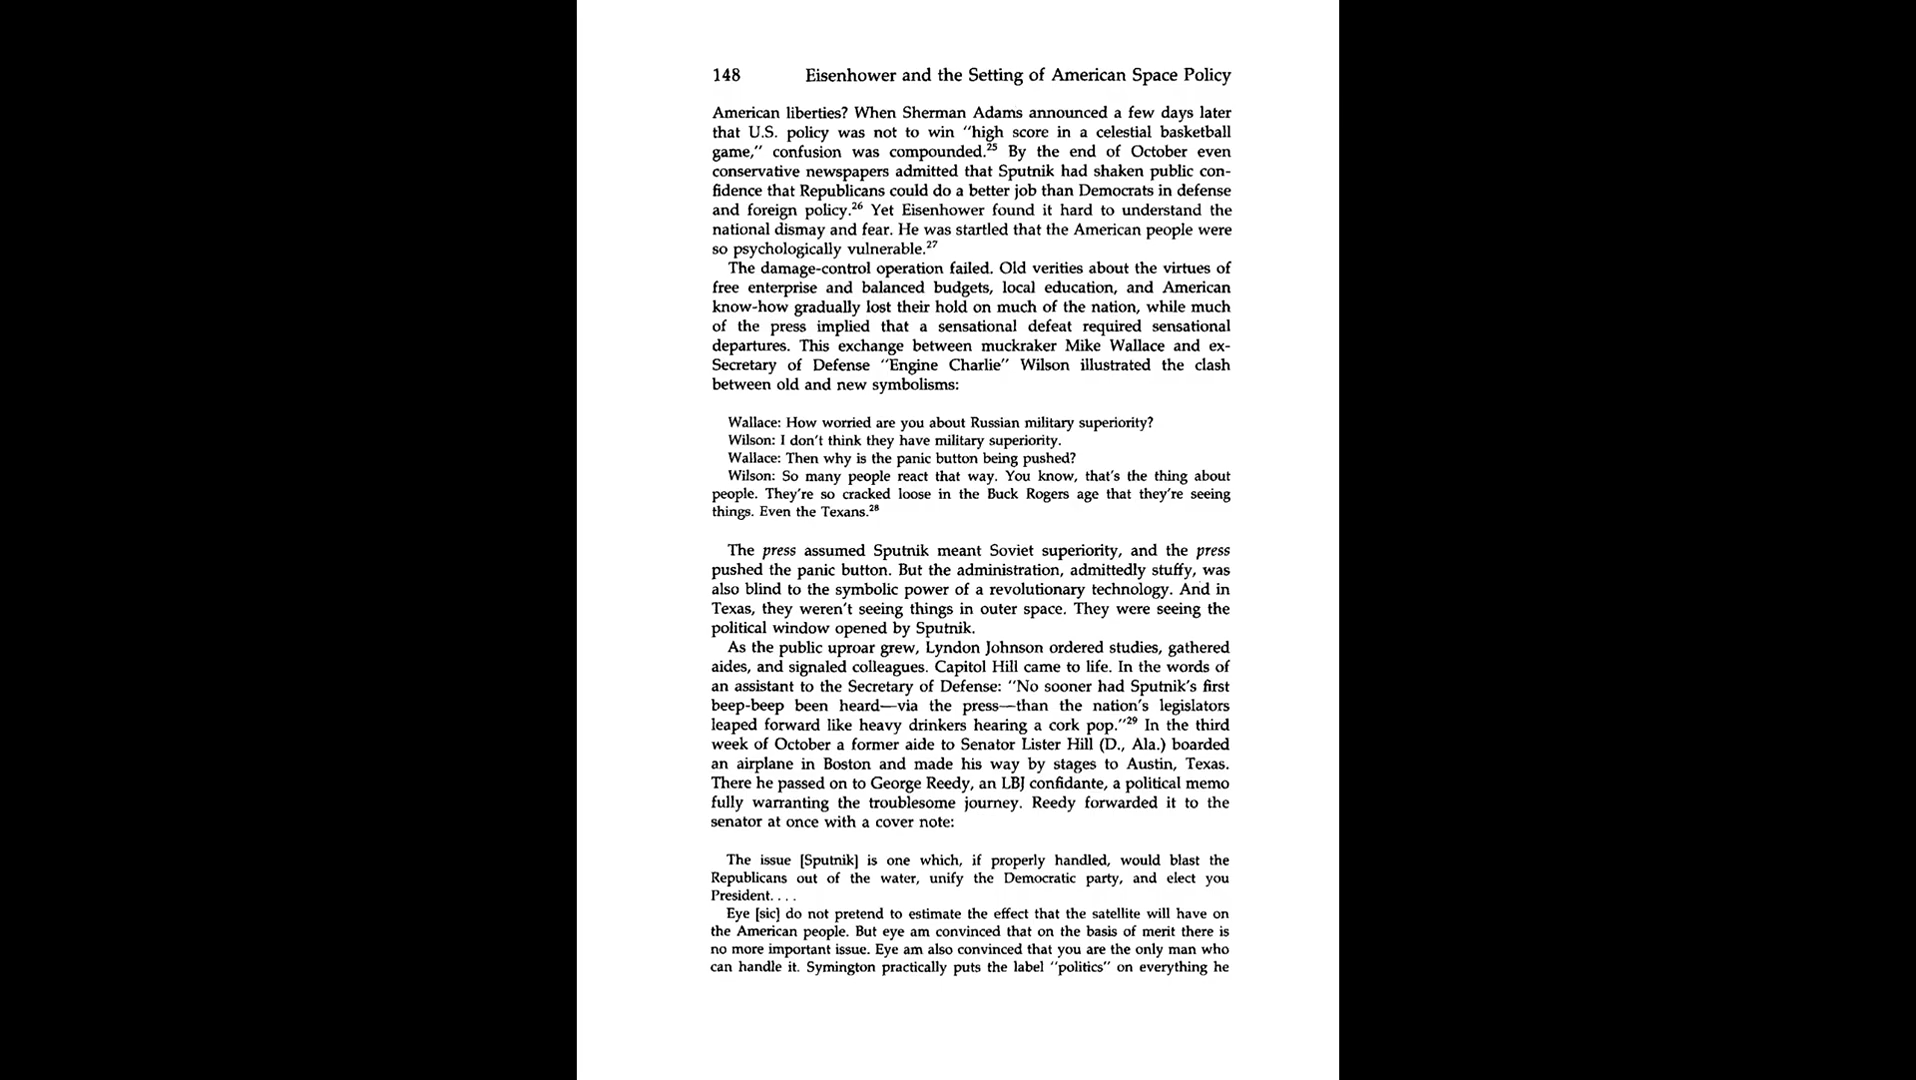 148 Eisenhower and the Setting of American Space Policy
American liberties? When Sherman Adams announced a few days later
that U.S. policy was not to win "high score in a celestial basketball
game," confusion was compounded.25 By the end of October even
conservative newspapers admitted that Sputnik had shaken public con-
fidence that Republicans could do a better job than Democrats in defense
and foreign policy.26 Yet Eisenhower found it hard to understand the
national dismay and fear. He was startled that the American people were
so psychologically vulnerable.27
The damage-control operation failed. Old verities about the virtues of
free enterprise and balanced budgets, local education, and American
know-how gradually lost their hold on much of the nation, while much
of the press implied that a sensational defeat required sensational
departures. This exchange between muckraker Mike Wallace and ex-
Secretary of Defense "Engine Charlie" Wilson illustrated the clash
between old and new symbolisms:
Wallace: How worried are you about Russian military superiority?
Wilson: I don't think they have military superiority.
Wallace: Then why is the panic button being pushed?
Wilson: So many people react that way. You know, that's the thing about
people. They're so cracked loose in the Buck Rogers age that they're seeing
things. Even the Texans.28
The press assumed Sputnik meant Soviet superiority, and the press
pushed the panic button. But the administration, admittedly stuffy, was
also blind to the symbolic power of a revolutionary technology. And in
Texas, they weren't seeing things in outer space. They were seeing the
political window opened by Sputnik.
As the public uproar grew, Lyndon Johnson ordered studies, gathered
aides, and signaled colleagues. Capitol Hill came to life. In the words of
an assistant to the Secretary of Defense: "No sooner had Sputnik's first
beep-beep been heard—via the press—than the nation's legislators
leaped forward like heavy drinkers hearing a cork pop."29 In the third
week of October a former aide to Senator Lister Hill (D., Ala.) boarded
an airplane in Boston and made his way by stages to Austin, Texas.
There he passed on to George Reedy, an LBJ confidante, a political memo
fully warranting the troublesome journey. Reedy forwarded it to the
senator at once with a cover note:
The issue [Sputnik] is one which, if properly handled, would blast the
Republicans out of the water, unify the Democratic party, and elect you
President. . . .
Eye [sic] do not pretend to estimate the effect that the satellite will have on
the American people. But eye am convinced that on the basis of merit there is
no more important issue. Eye am also convinced that you are the only man who
can handle it. Symington practically puts the label "politics" on everything he